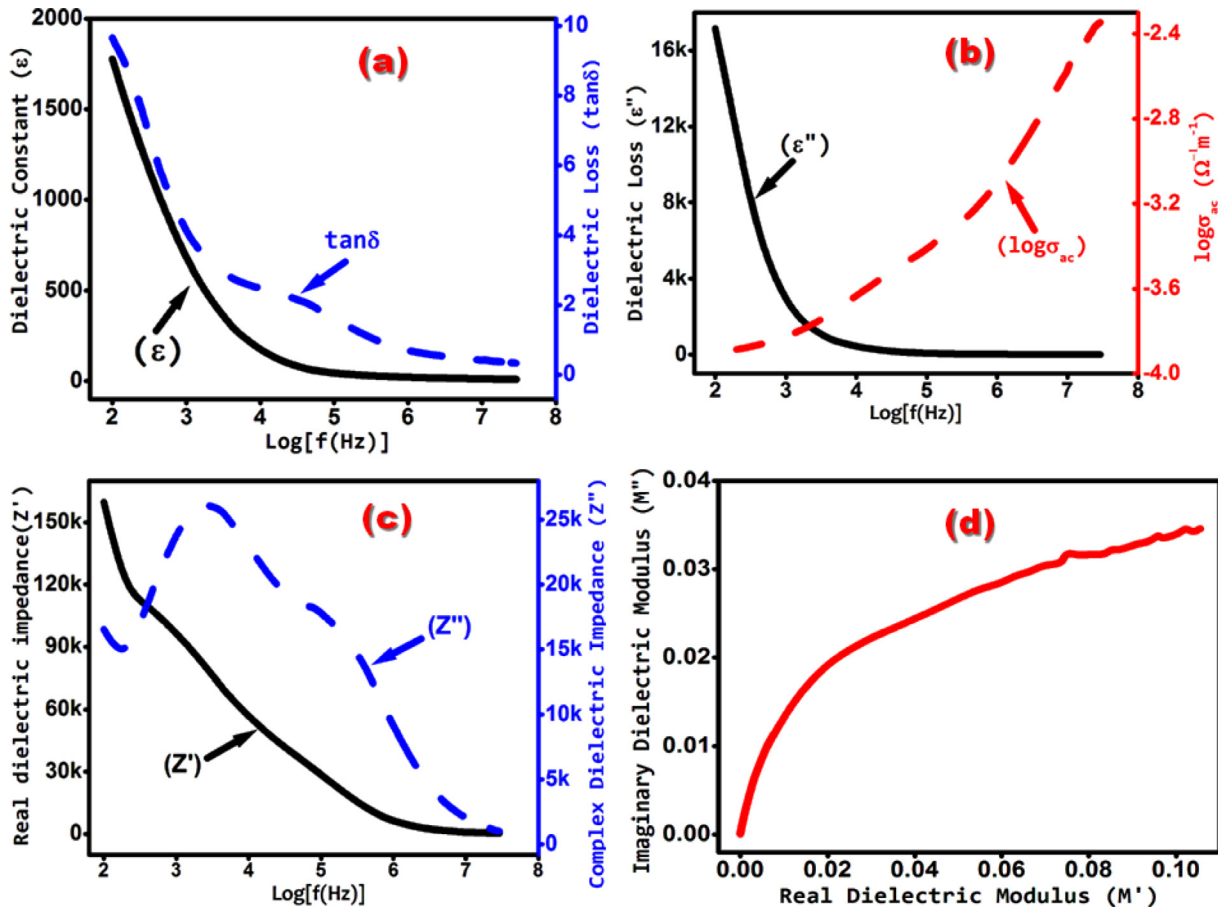 (a)
Dielectric Constant (ε)
2000
1500
1000
500
0
tanδ
(ε)
10
8
6
4
2
0
Dielectric Loss (tanδ)
2 3 4 5 6 7 8
Log[f(Hz)]
(b)
Dielectric Loss (ε")
16k
12k
8k
4k
0
(ε")
(logσac)
-2.4
-2.8
-3.2
-3.6
-4.0
logσac (Ω⁻¹m⁻¹)
2 3 4 5 6 7 8
Log[f(Hz)]
(c)
Real dielectric impedance(Z')
150k
120k
90k
60k
30k
0
(Z")
(Z')
25k
20k
15k
10k
5k
0
Complex Dielectric Impedance (Z")
2 3 4 5 6 7 8
Log[f(Hz)]
(d)
Imaginary Dielectric Modulus (M")
0.04
0.03
0.02
0.01
0.00
0.00 0.02 0.04 0.06 0.08 0.10
Real Dielectric Modulus (M')